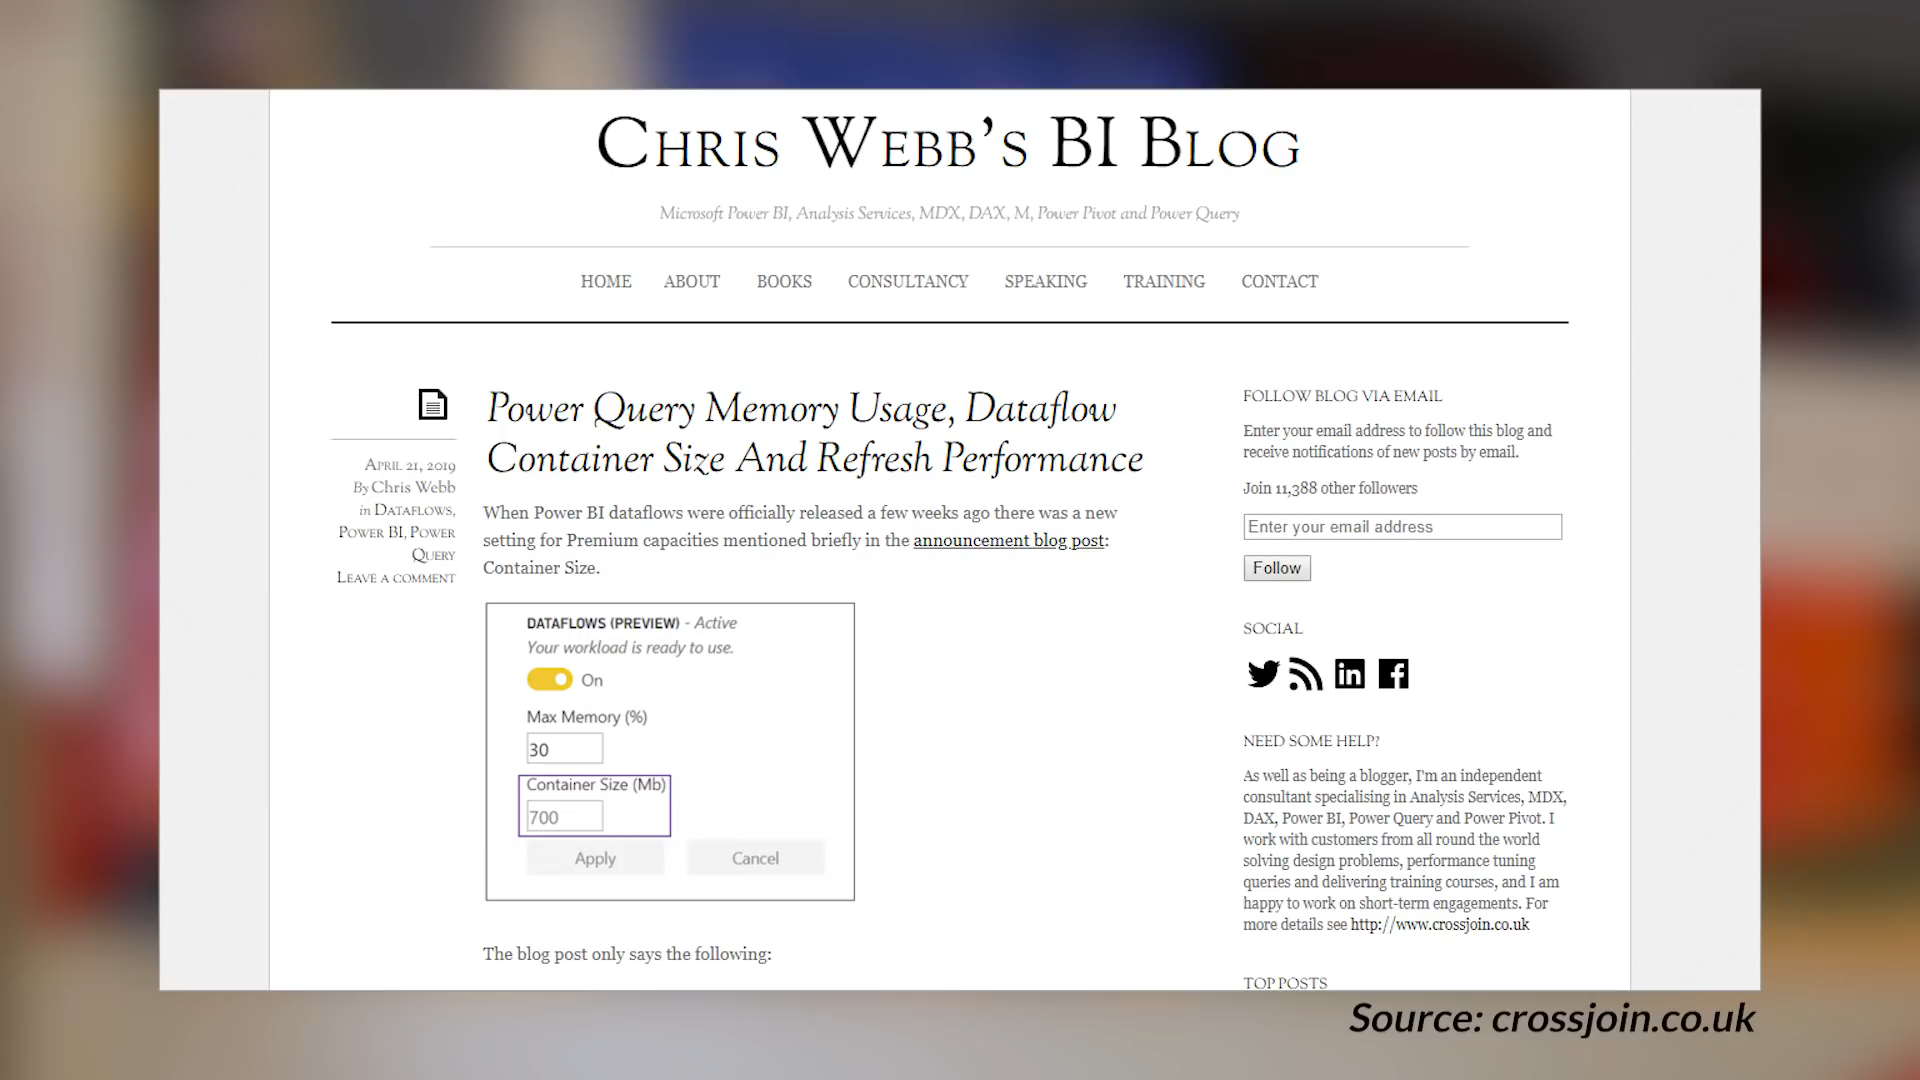 Chris Webb's BI Blog
Microsoft Power BI, Analysis Services, MDX, DAX, M, Power Pivot and Power Query
HOME ABOUT BOOKS CONSULTANCY SPEAKING TRAINING CONTACT
April 21, 2019
By Chris Webb
in Dataflows,
Power BI, Power
Query
Leave a comment
Power Query Memory Usage, Dataflow
Container Size And Refresh Performance
When Power BI dataflows were officially released a few weeks ago there was a new
setting for Premium capacities mentioned briefly in the announcement blog post:
Container Size.
DATAFLOWS (PREVIEW) - Active
Your workload is ready to use.
On
Max Memory (%)
30
Container Size (Mb)
700
Apply Cancel
The blog post only says the following:
FOLLOW BLOG VIA EMAIL
Enter your email address to follow this blog and
receive notifications of new posts by email.
Join 11,388 other followers
Enter your email address
Follow
SOCIAL
NEED SOME HELP?
As well as being a blogger, I'm an independent
consultant specialising in Analysis Services, MDX,
DAX, Power BI, Power Query and Power Pivot. I
work with customers from all round the world
solving design problems, performance tuning
queries and delivering training courses, and I am
happy to work on short-term engagements. For
more details see http://www.crossjoin.co.uk
TOP POSTS
Source: crossjoin.co.uk